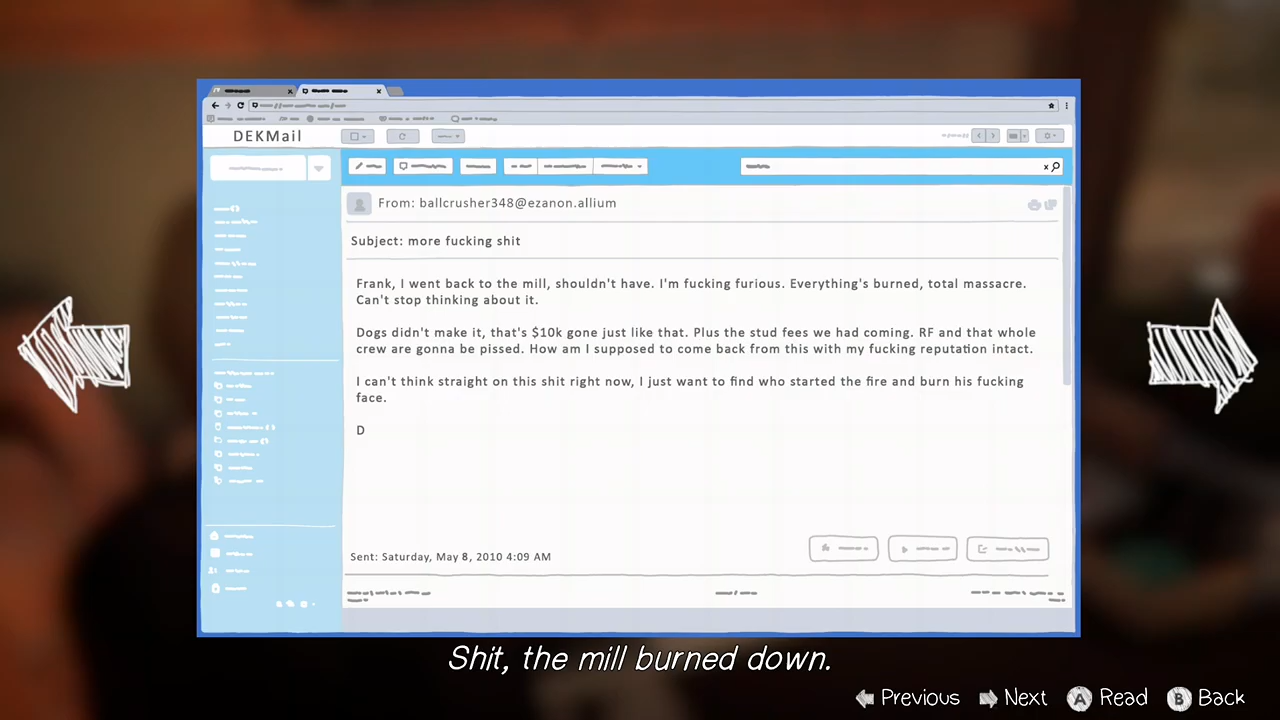 DEKMail
From: ballcrusher348@ezanon.allium
Subject: more fucking shit
Frank, I went back to the mill, shouldn't have. I'm fucking furious. Everything's burned, total massacre.
Can't stop thinking about it.
Dogs didn't make it, that's $10k gone just like that. Plus the stud fees we had coming. RF and that whole
crew are gonna be pissed. How am I supposed to come back from this with my fucking reputation intact.
I can't think straight on this shit right now, I just want to find who started the fire and burn his fucking
face.
D
Sent: Saturday, May 8, 2010 4:09 AM
Shit, the mill burned down.
Previous Next A Read B Back